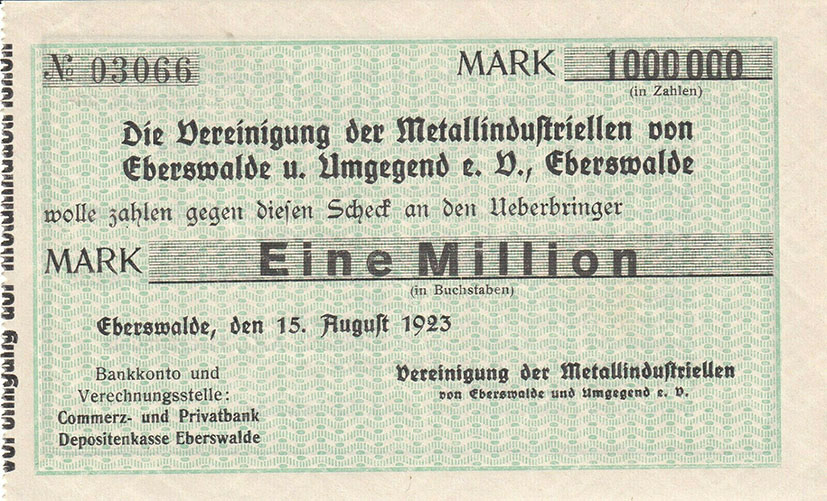 № 03066
MARK 1000000
(in Zahlen)
Die Vereinigung der Metallindustriellen von
Eberswalde u. Umgegend e. V., Eberswalde
wolle zahlen gegen diesen Scheck an den Ueberbringer
MARK Eine Million
(in Buchstaben)
Eberswalde, den 15. August 1923
Bankkonto und
Verechnungsstelle:
Commerz- und Privatbank
Depositenkasse Eberswalde
Vereinigung der Metallindustriellen
von Eberswalde und Umgegend e. V.